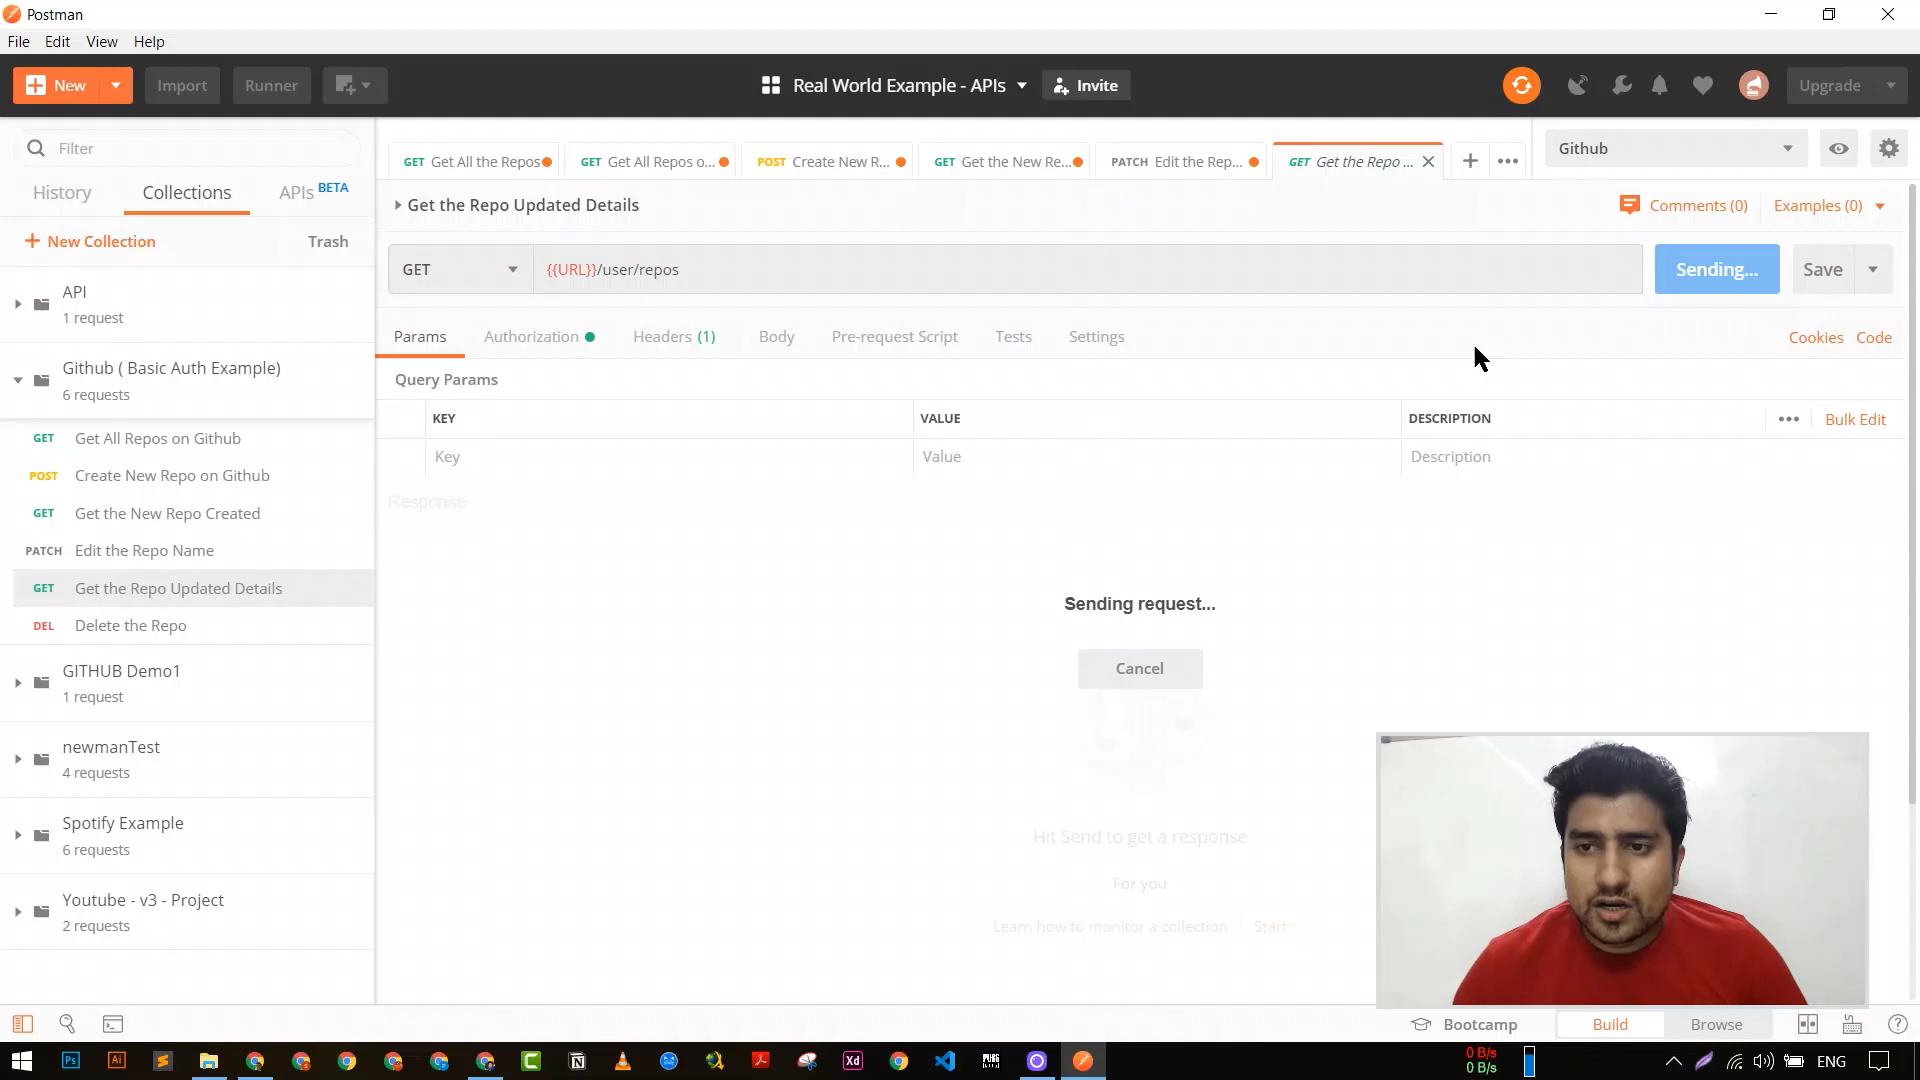 Postman
File Edit View Help
New Import Runner Real World Example - APIs Invite Upgrade
Filter
History Collections APIs BETA
New Collection Trash
API
1 request
Github ( Basic Auth Example)
6 requests
GET Get All Repos on Github
POST Create New Repo on Github
GET Get the New Repo Created
PATCH Edit the Repo Name
GET Get the Repo Updated Details
DEL Delete the Repo
GITHUB Demo1
1 request
newmanTest
4 requests
Spotify Example
6 requests
Youtube - v3 - Project
2 requests
GET Get All the Repos GET Get All Repos o... POST Create New R... GET Get the New Re... PATCH Edit the Rep... GET Get the Repo ... Github
Get the Repo Updated Details Comments (0) Examples (0)
GET {{URL}}/user/repos Sending... Save
Params Authorization Headers (1) Body Pre-request Script Tests Settings Cookies Code
Query Params
KEY VALUE DESCRIPTION Bulk Edit
Key Value Description
Response
Sending request...
Cancel
Hit Send to get a response
For you
Learn how to monitor a collection Start
Bootcamp Build Browse
Ps Ai N Xd
0 B/s
0 B/s
ENG